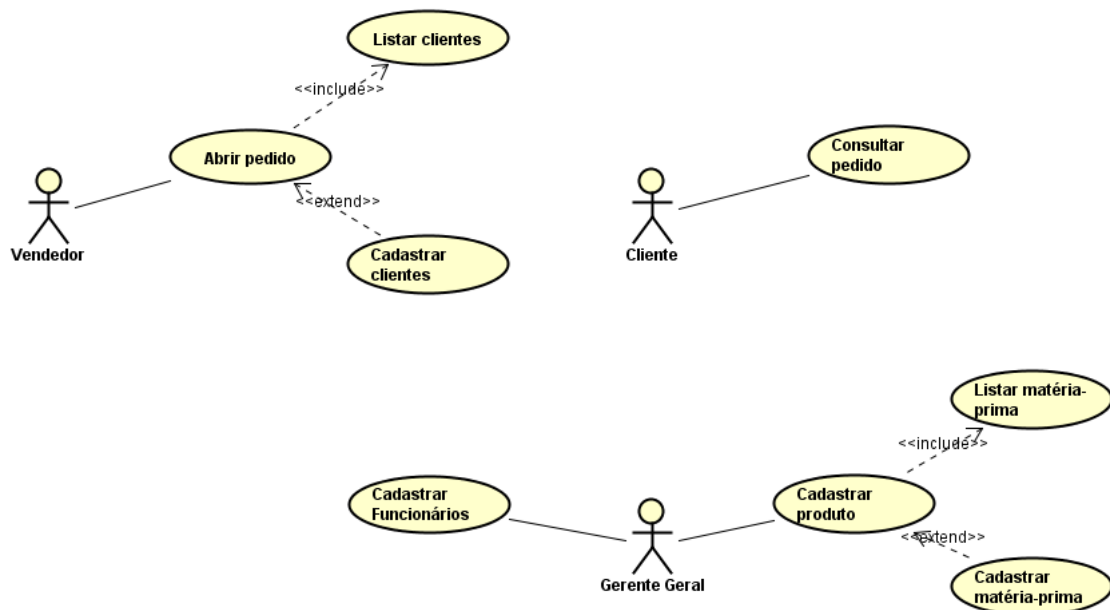 Listar clientes
<<include>>
Abrir pedido
<<extend>>
Cadastrar
clientes
Vendedor
Consultar
pedido
Cliente
Listar matéria-
prima
<<include>>
Cadastrar
Funcionários
Cadastrar
produto
<<extend>>
Gerente Geral
Cadastrar
matéria-prima